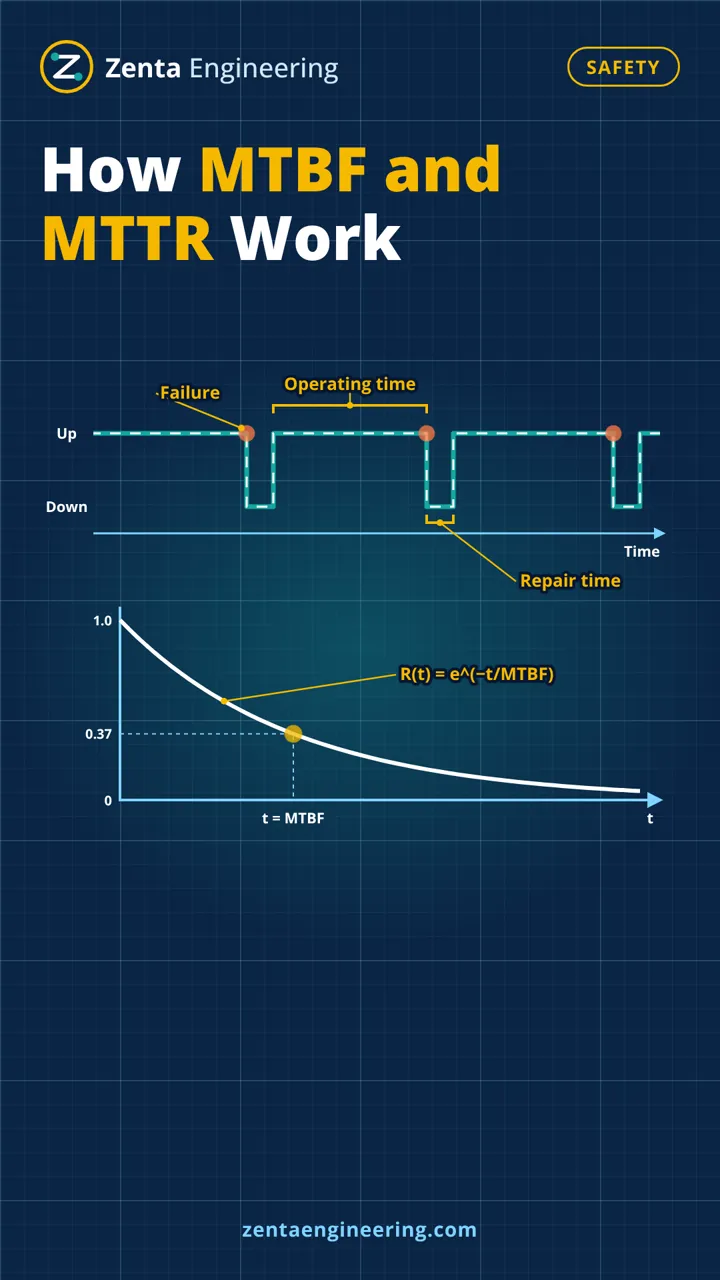 Zenta Engineering
SAFETY
How MTBF and
MTTR Work
Failure
Operating time
Up
Down
Time
Repair time
1.0
R(t) = e^(−t/MTBF)
0.37
0
t = MTBF
t
zentaengineering.com